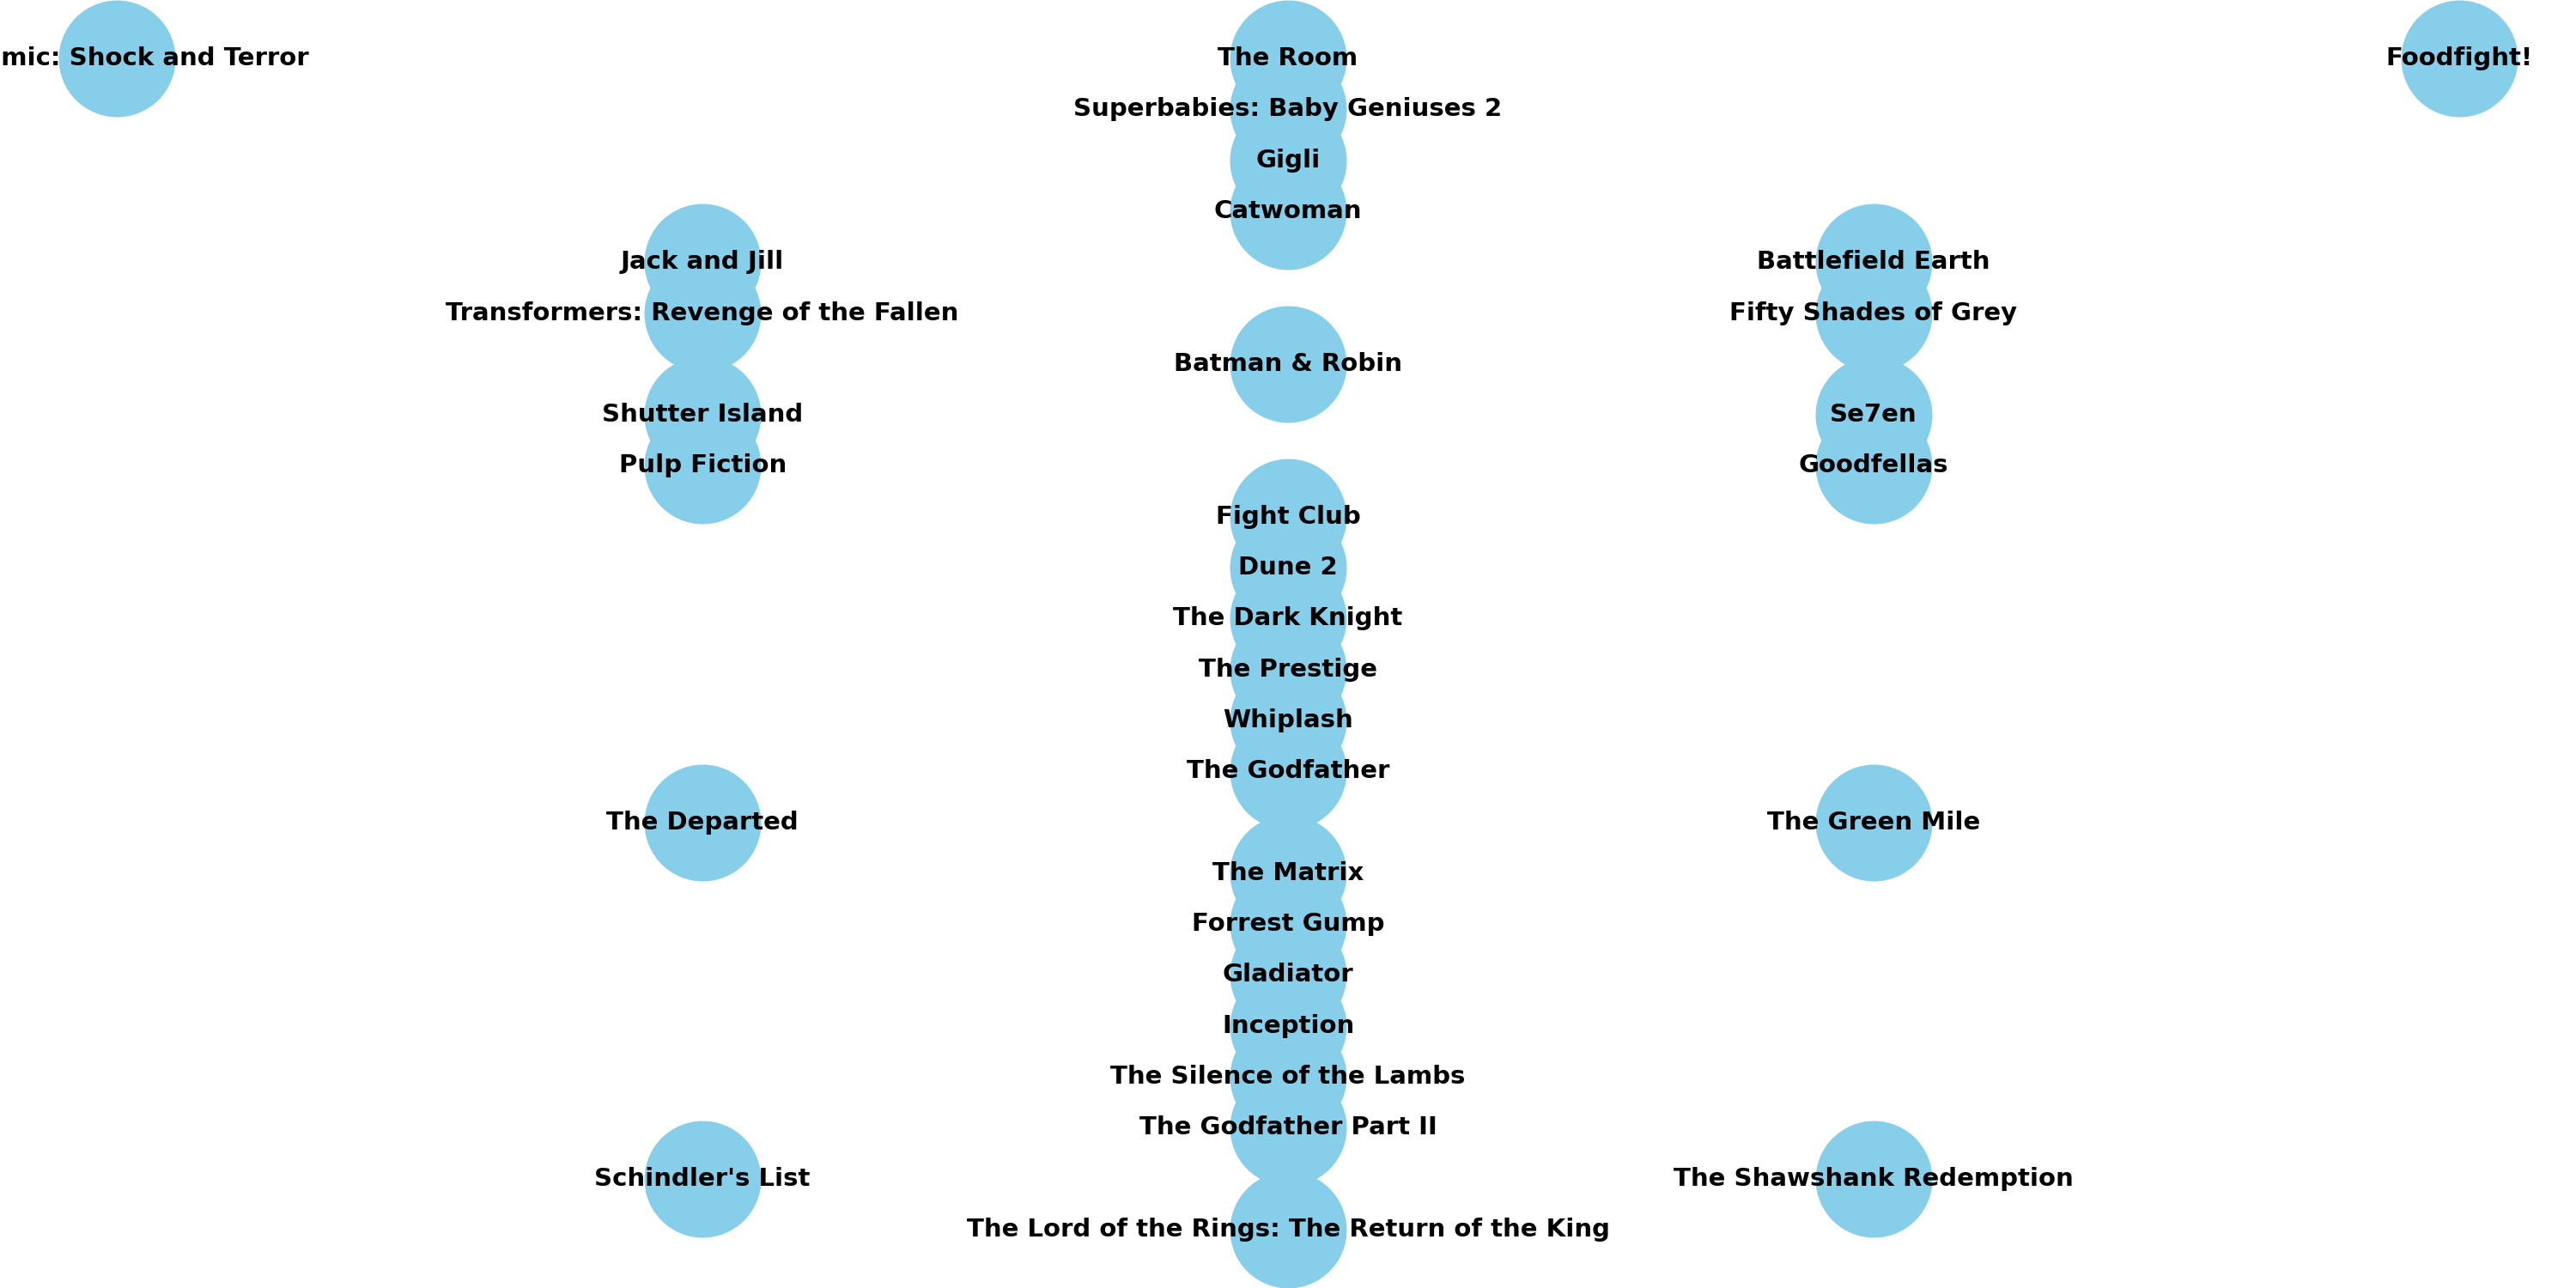 mic: Shock and Terror
The Room
Foodfight!
Superbabies: Baby Geniuses 2
Gigli
Catwoman
Jack and Jill
Battlefield Earth
Transformers: Revenge of the Fallen
Fifty Shades of Grey
Batman & Robin
Shutter Island
Se7en
Pulp Fiction
Goodfellas
Fight Club
Dune 2
The Dark Knight
The Prestige
Whiplash
The Godfather
The Departed
The Green Mile
The Matrix
Forrest Gump
Gladiator
Inception
The Silence of the Lambs
The Godfather Part II
Schindler's List
The Shawshank Redemption
The Lord of the Rings: The Return of the King